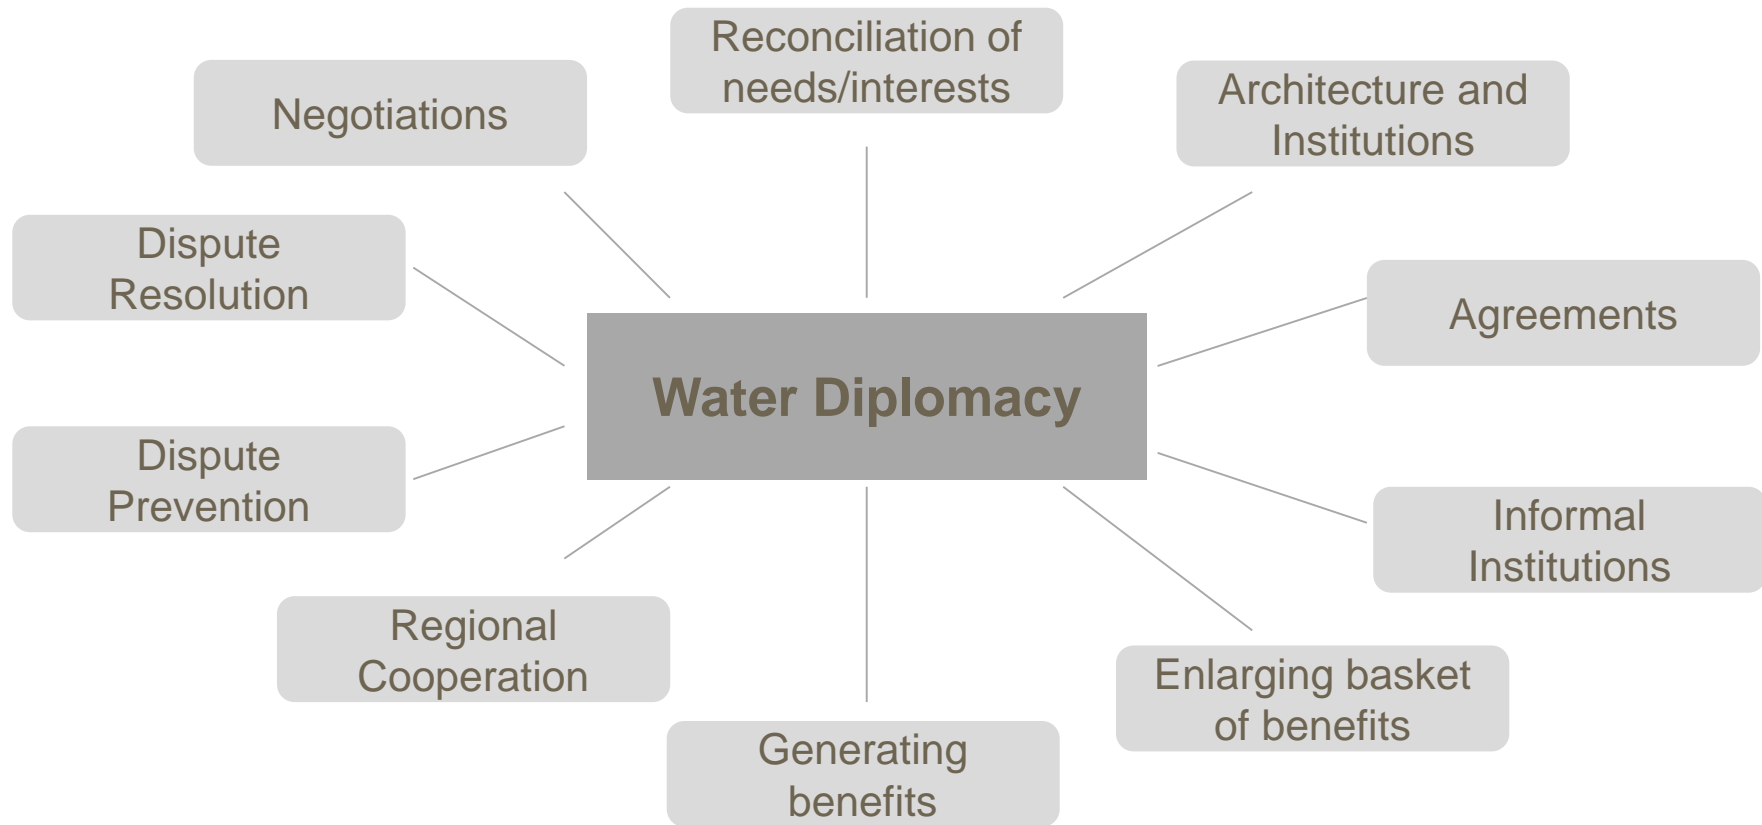 Reconciliation of
needs/interests
Negotiations
Architecture and
Institutions
Dispute
Resolution
Agreements
Water Diplomacy
Dispute
Prevention
Informal
Institutions
Regional
Cooperation
Enlarging basket
of benefits
Generating
benefits